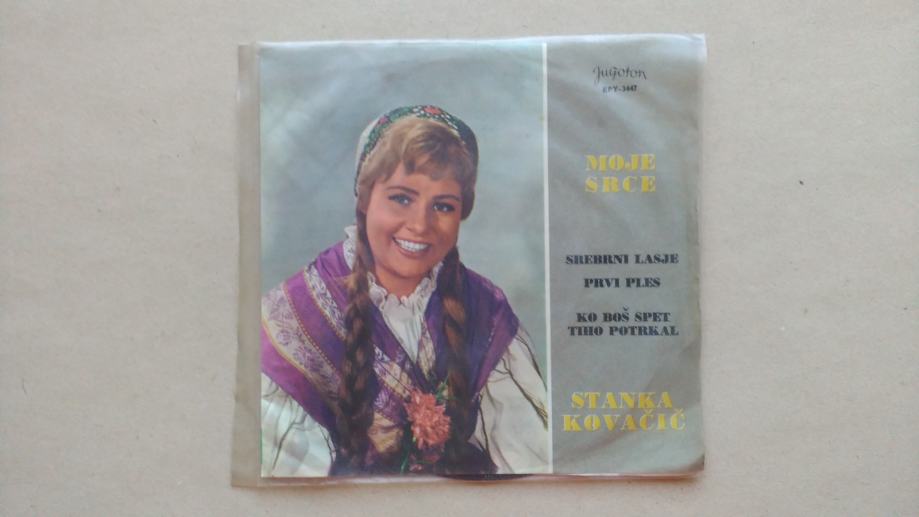 Jugoton
EPY-3447
MOJE
SRCE
SREBRNI LASJE
PRVI PLES
KO BOŠ SPET
TIHO POTRKAL
STANKA
KOVAČIČ